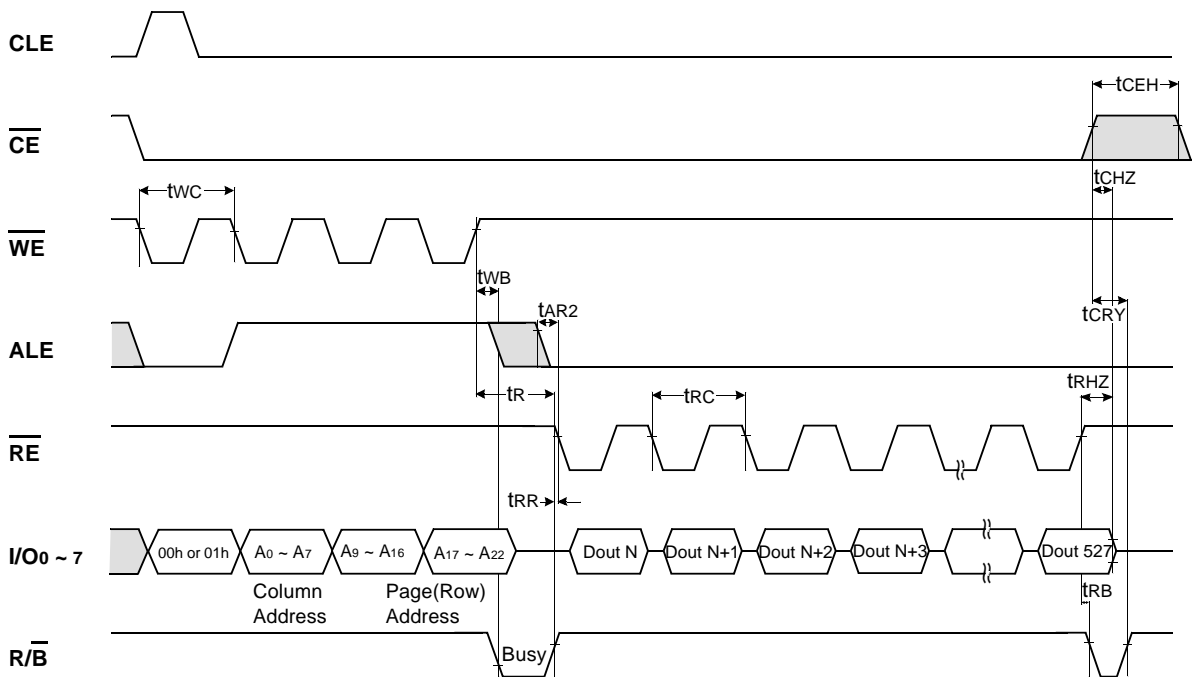 CLE
tCEH
CE
tCHZ
tWC
WE
tWB
tAR2
tCRY
ALE
tR
tRC
tRHZ
RE
tRR
I/O0 ~ 7
00h or 01h
A0 ~ A7
A9 ~ A16
A17 ~ A22
Dout N
Dout N+1
Dout N+2
Dout N+3
Dout 527
Column
Address
Page(Row)
Address
tRB
R/B
Busy